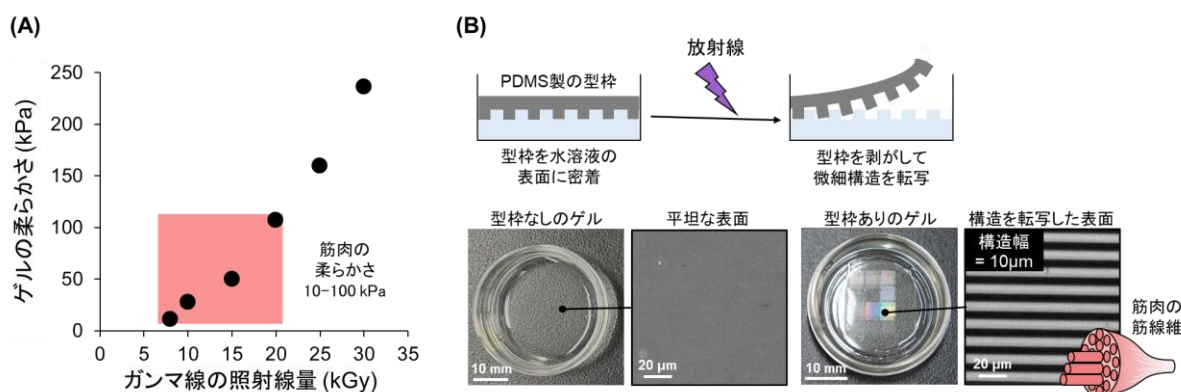 (A)
ゲルの柔らかさ (kPa)
250
200
150
100
50
0
0 5 10 15 20 25 30 35
ガンマ線の照射線量 (kGy)
筋肉の
柔らかさ
10-100 kPa
(B)
放射線
PDMS製の型枠
型枠を水溶液の
表面に密着
型枠を剥がして
微細構造を転写
型枠なしのゲル
平坦な表面
型枠ありのゲル
構造を転写した表面
10 mm
20 μm
10 mm
構造幅
= 10μm
20 μm
筋肉の
筋線維